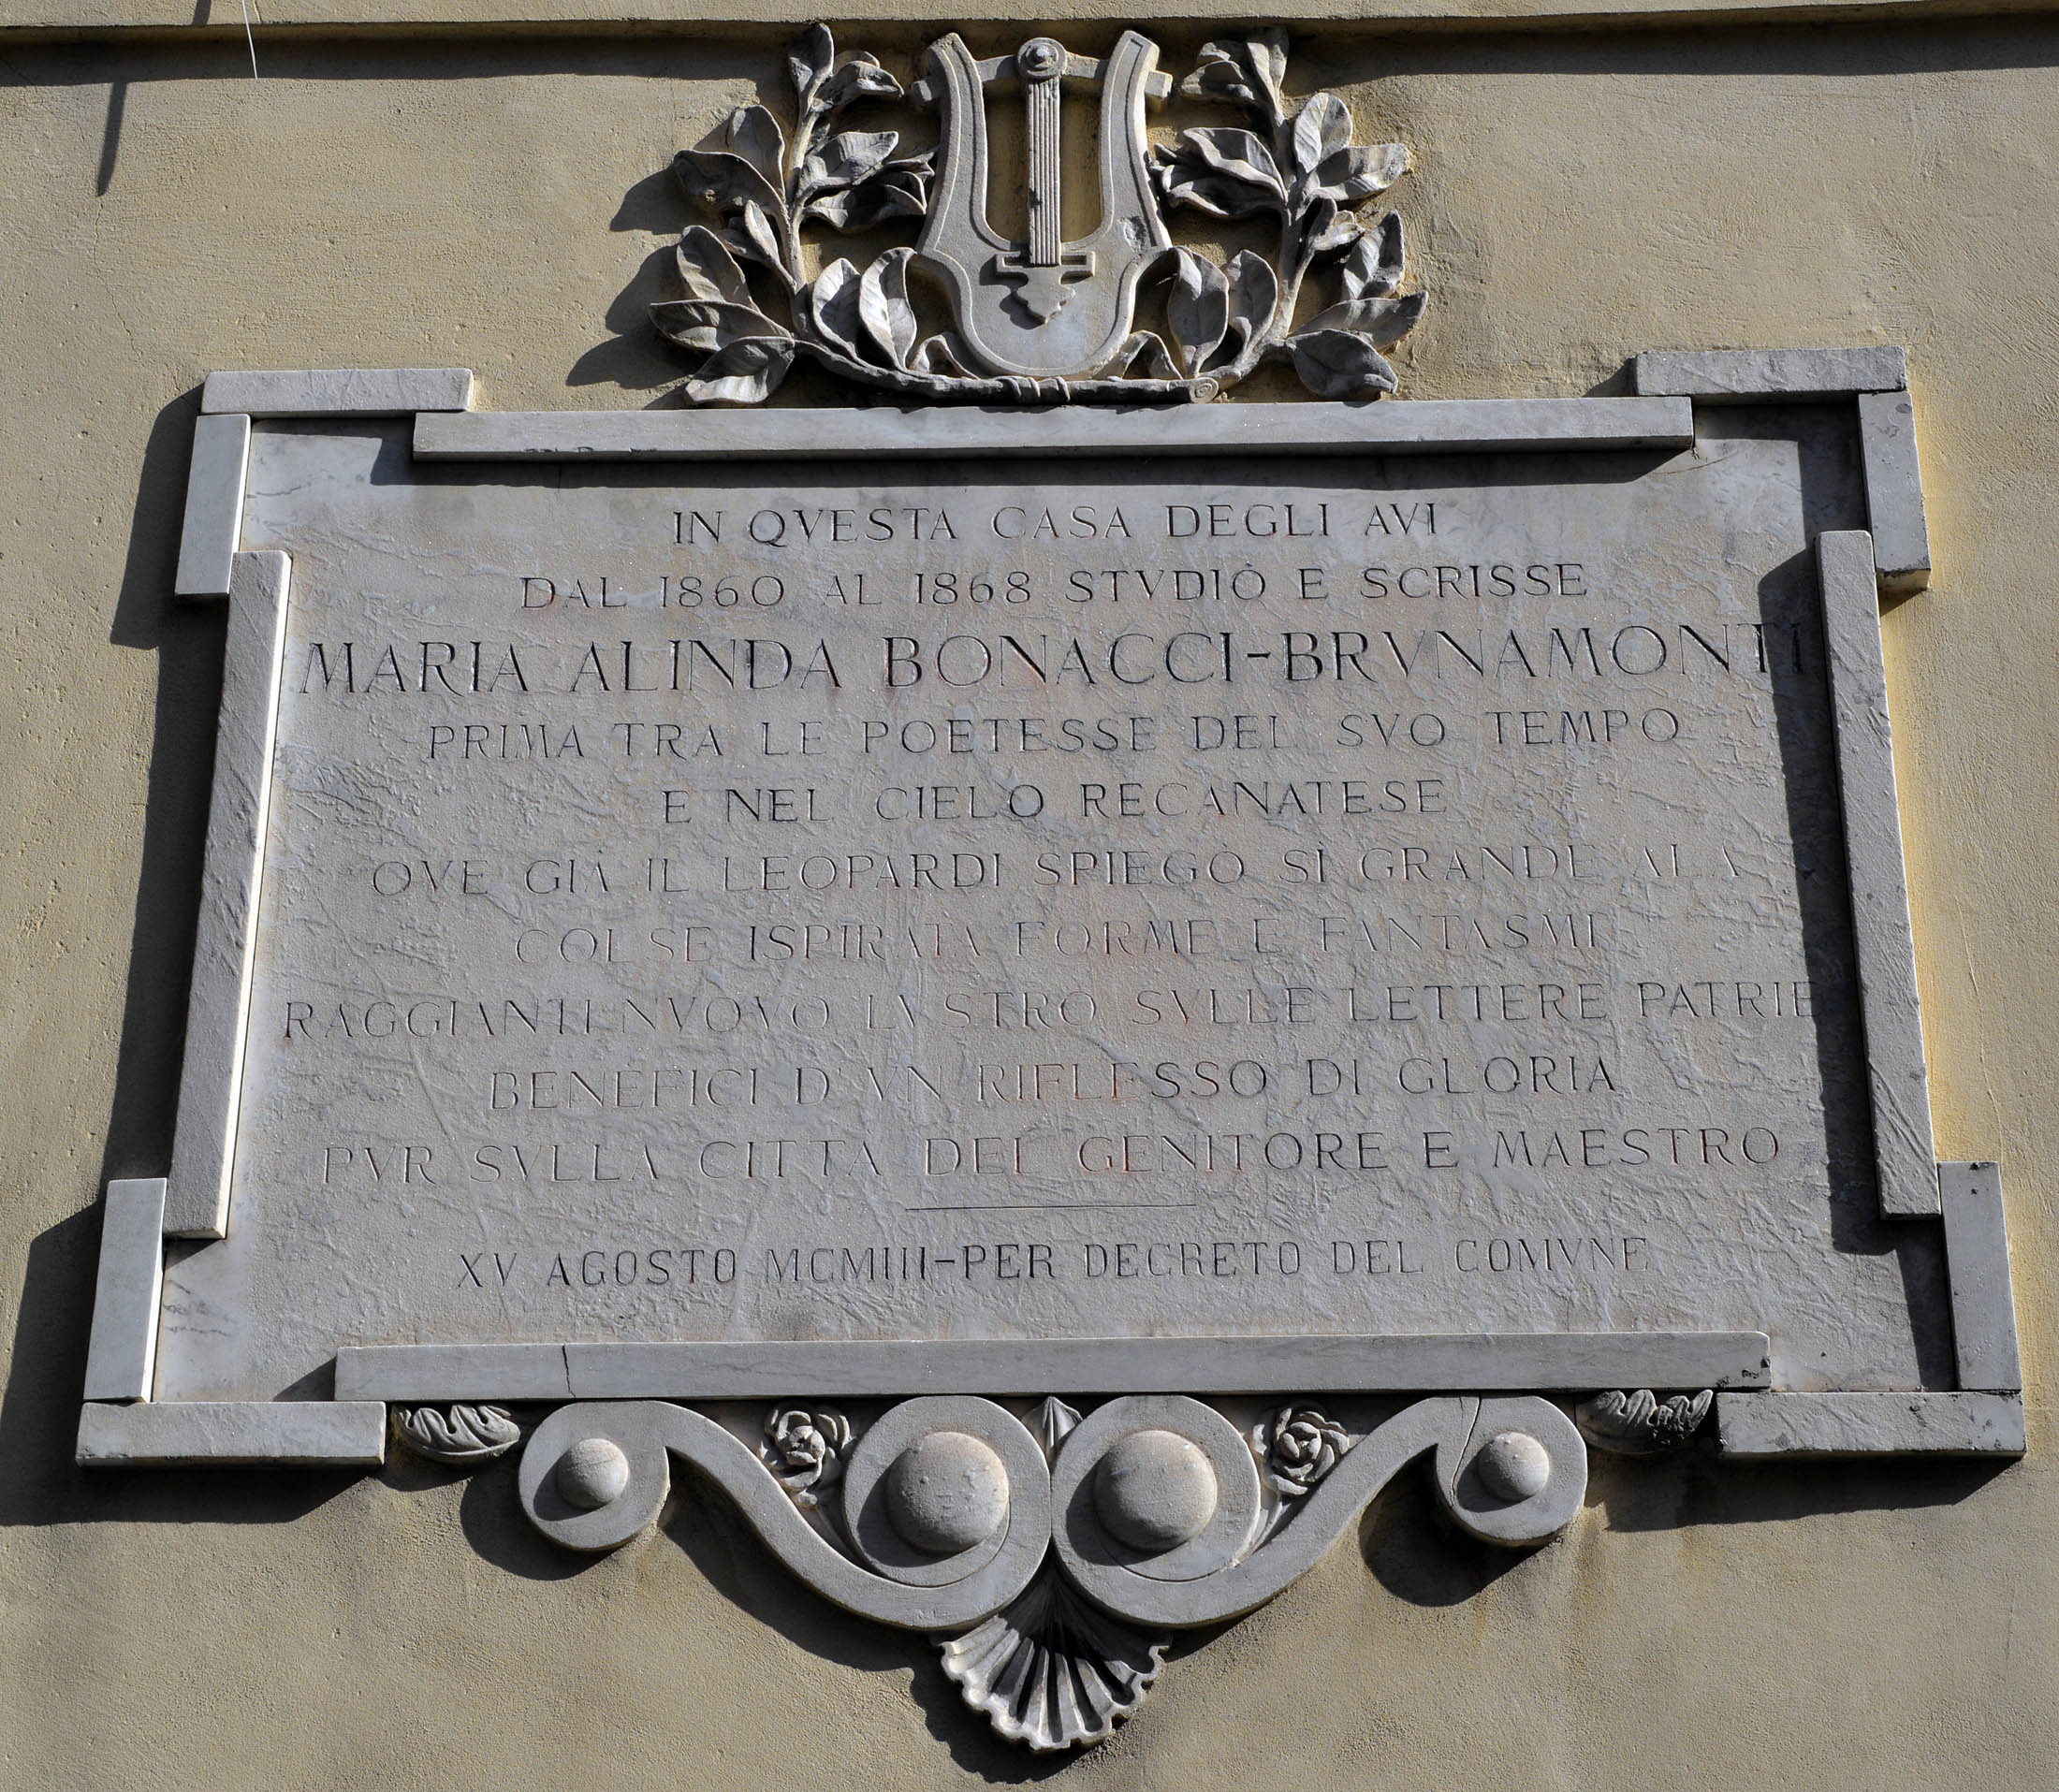 IN QVESTA CASA DEGLI AVI
DAL 1860 AL 1868 STVDIÒ E SCRISSE
MARIA ALINDA BONACCI-BRVNAMONTI
PRIMA TRA LE POETESSE DEL SVO TEMPO
E NEL CIELO RECANATESE
OVE GIÀ IL LEOPARDI SPIEGÒ SÌ GRANDE ALA
COLSE ISPIRATA FORME E FANTASMI
RAGGIANTI NVOVO LVSTRO SVLLE LETTERE PATRIE
BENEFICI D'VN RIFLESSO DI GLORIA
PVR SVLLA CITTA DEL GENITORE E MAESTRO
XV AGOSTO MCMIII-PER DECRETO DEL COMVNE